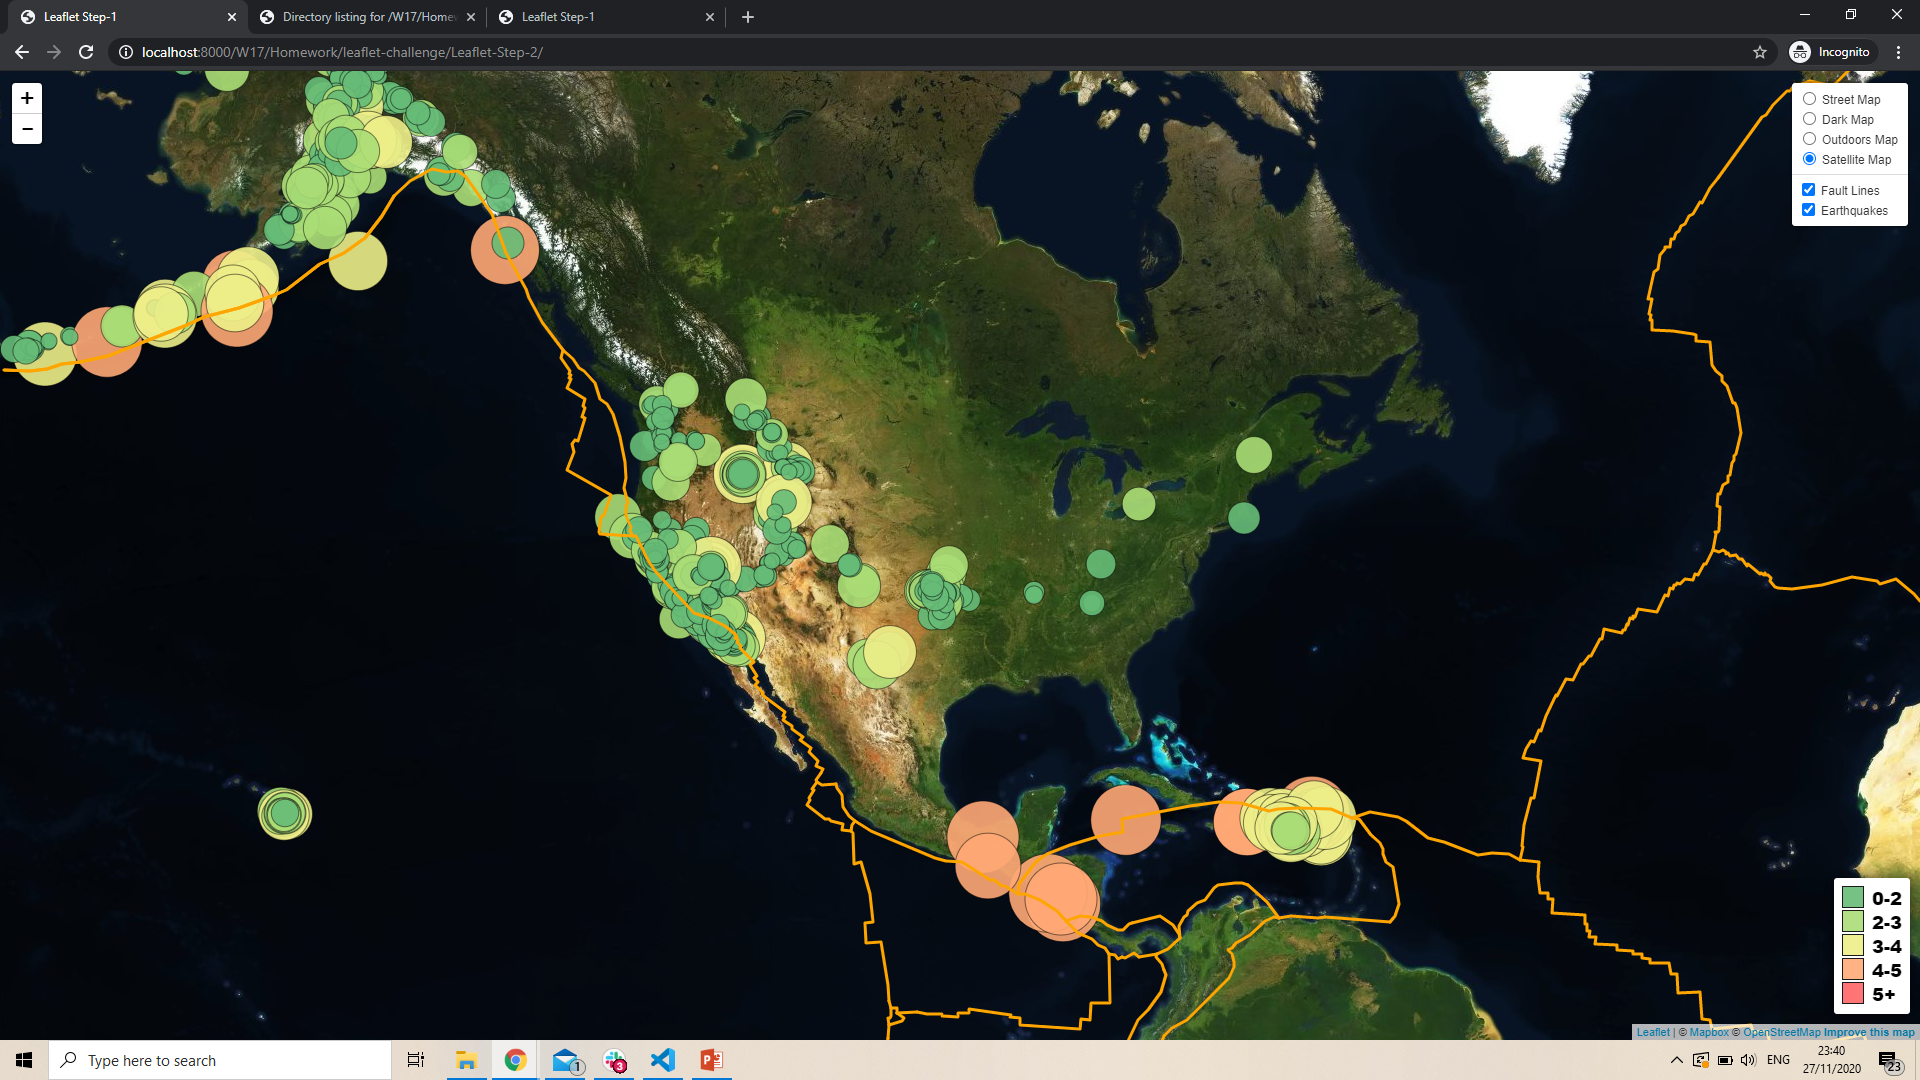 Leaflet Step-1
Directory listing for /W17/Homew
Leaflet Step-1
localhost:8000/W17/Homework/leaflet-challenge/Leaflet-Step-2/
Incognito
+
−
Street Map
Dark Map
Outdoors Map
Satellite Map
Fault Lines
Earthquakes
0-2
2-3
3-4
4-5
5+
Leaflet | © Mapbox © OpenStreetMap Improve this map
Type here to search
1
3
ENG
23:40
27/11/2020
23